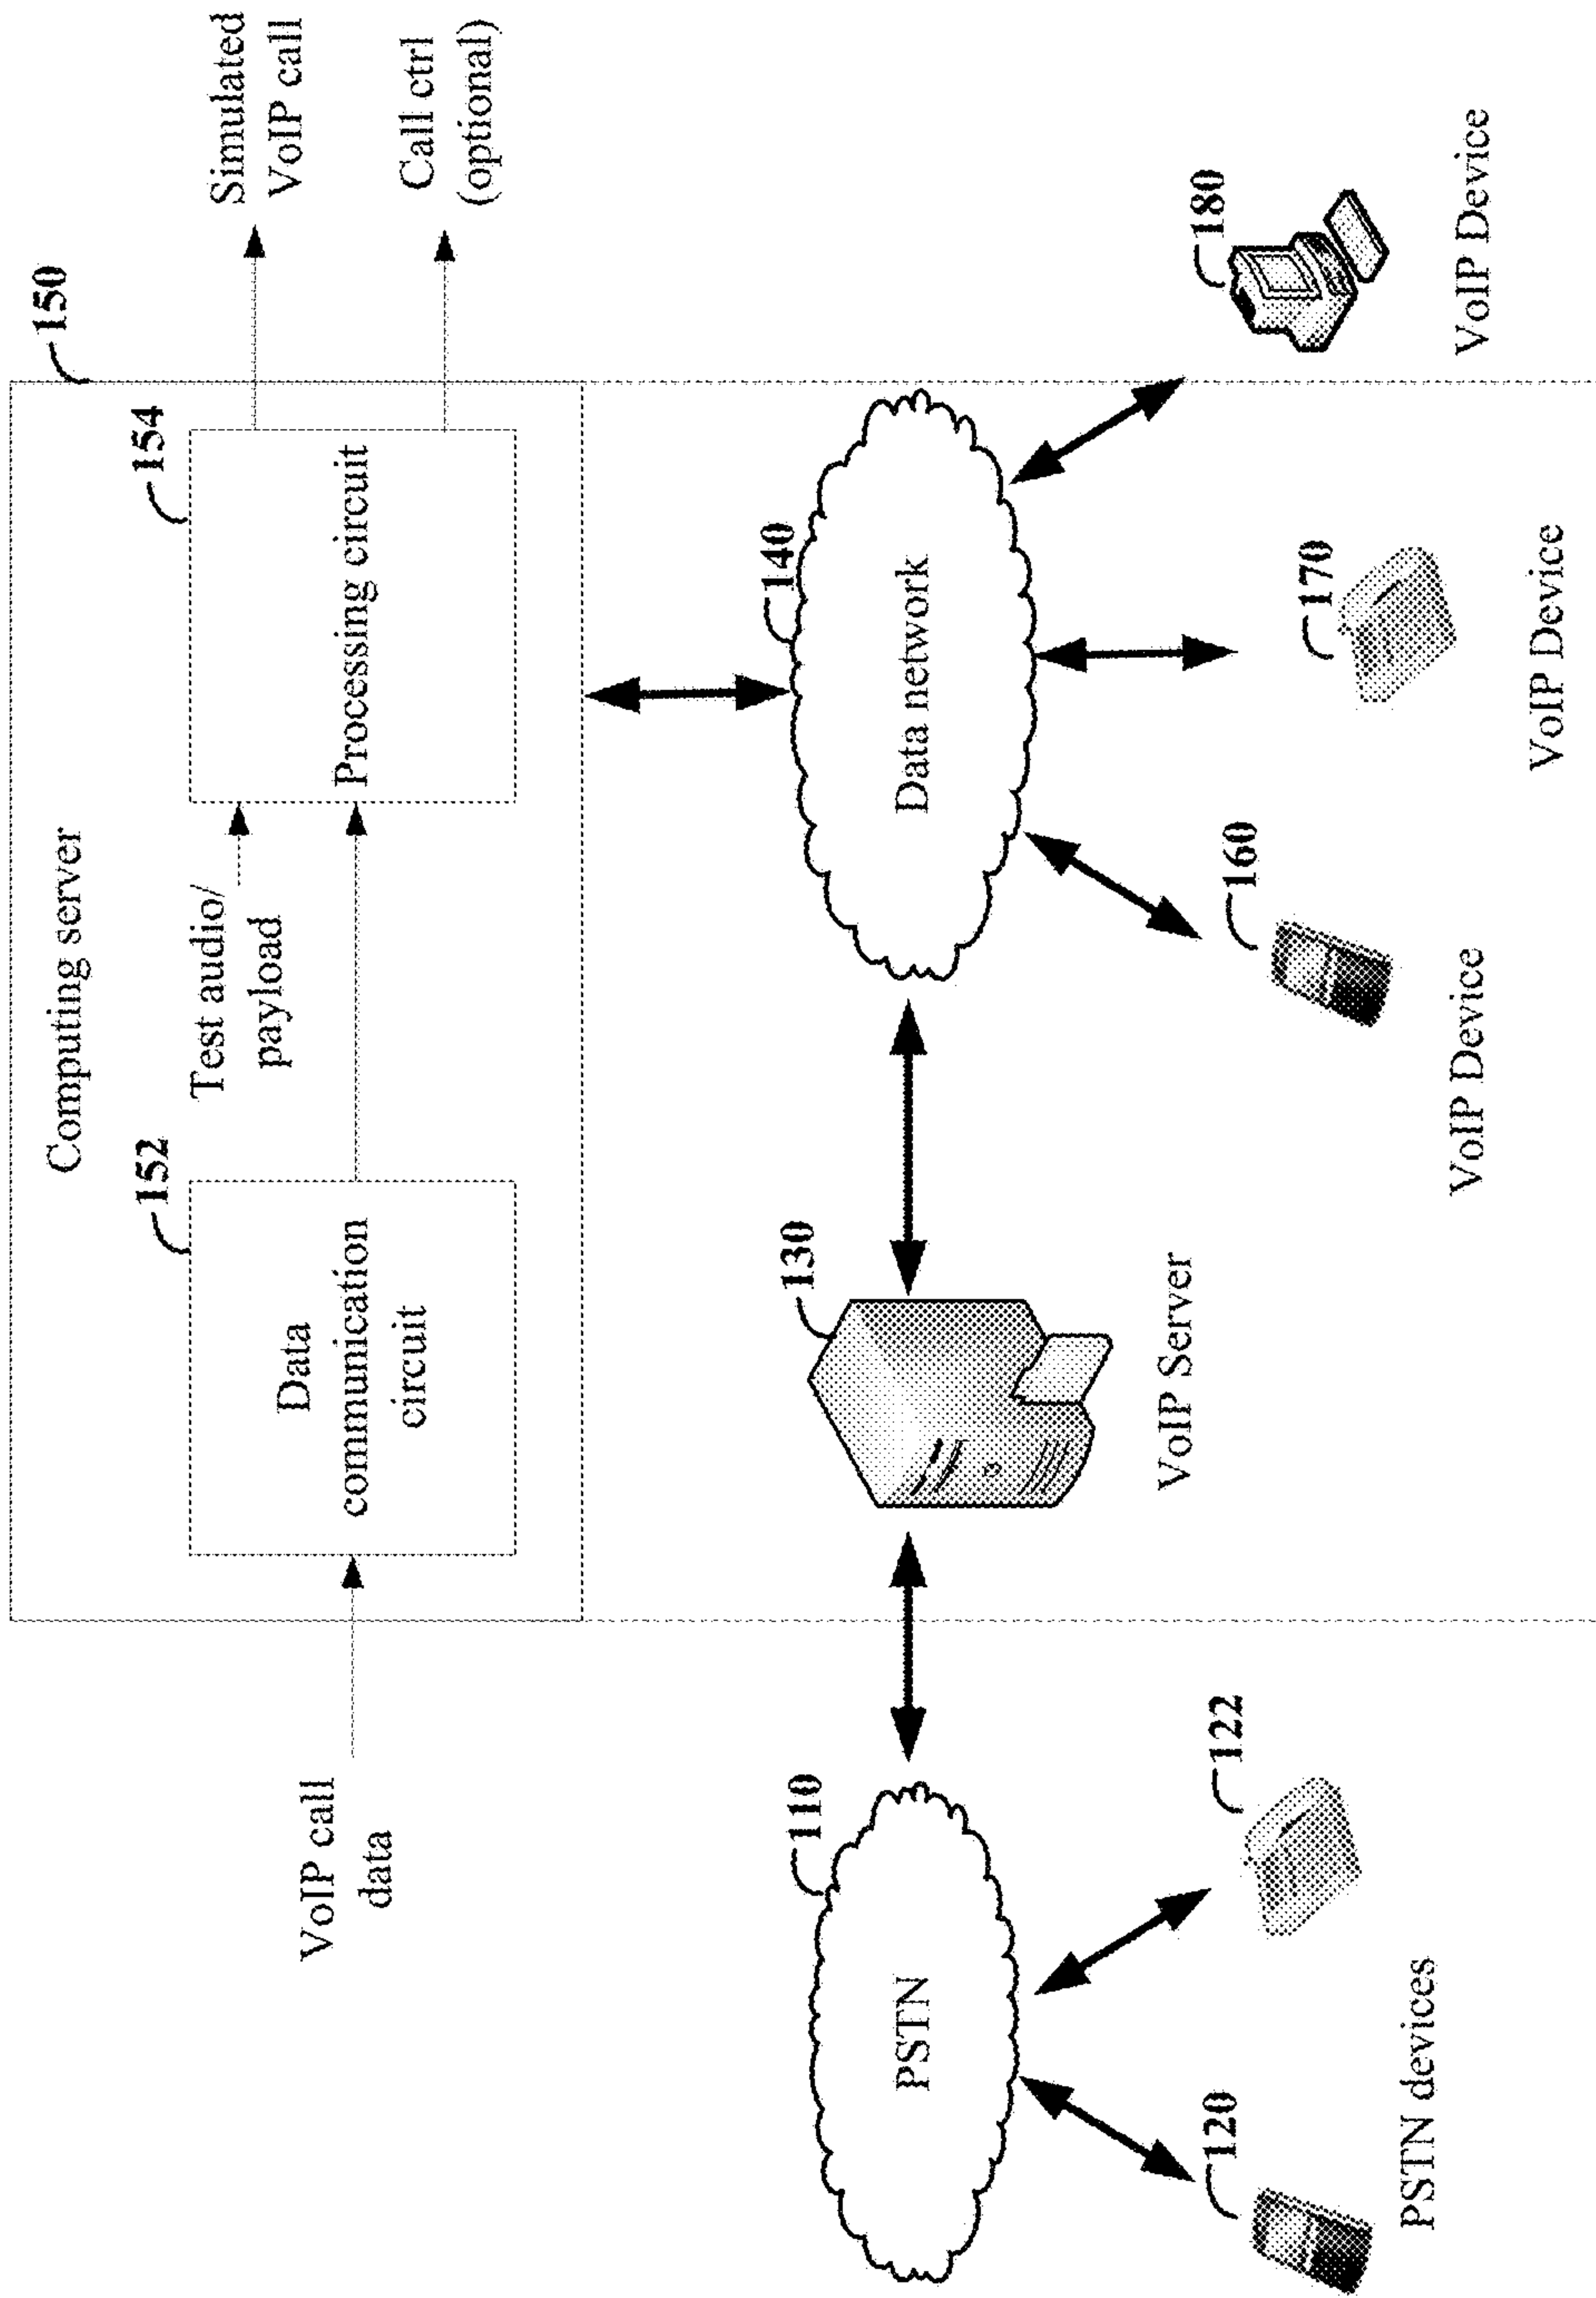 Computing server
150
152
154
VoIP call
data
Data
communication
circuit
Test audio/
payload
Processing circuit
Simulated
VoIP call
Call ctrl
(optional)
110
PSTN
130
VoIP Server
140
Data network
120
122
PSTN devices
160
VoIP Device
170
VoIP Device
180
VoIP Device